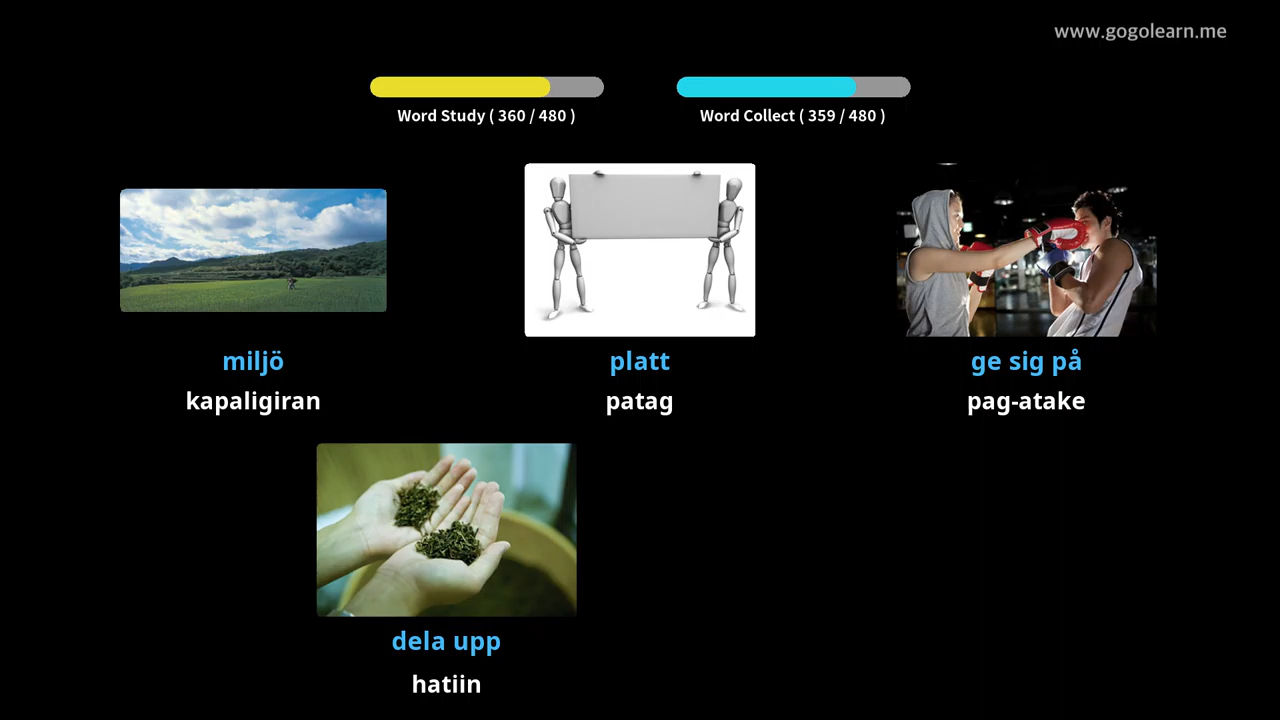 www.gogolearn.me
Word Study ( 360 / 480 )
Word Collect ( 359 / 480 )
miljö
kapaligiran
platt
patag
ge sig på
pag-atake
dela upp
hatiin